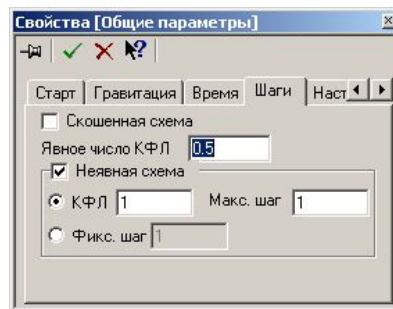 Свойства [Общие параметры]
Старт Гравитация Время Шаги Наст
Скошенная схема
Явное число КФЛ 0.5
Неявная схема
КФЛ 1 Макс. шаг 1
Фикс. шаг 1